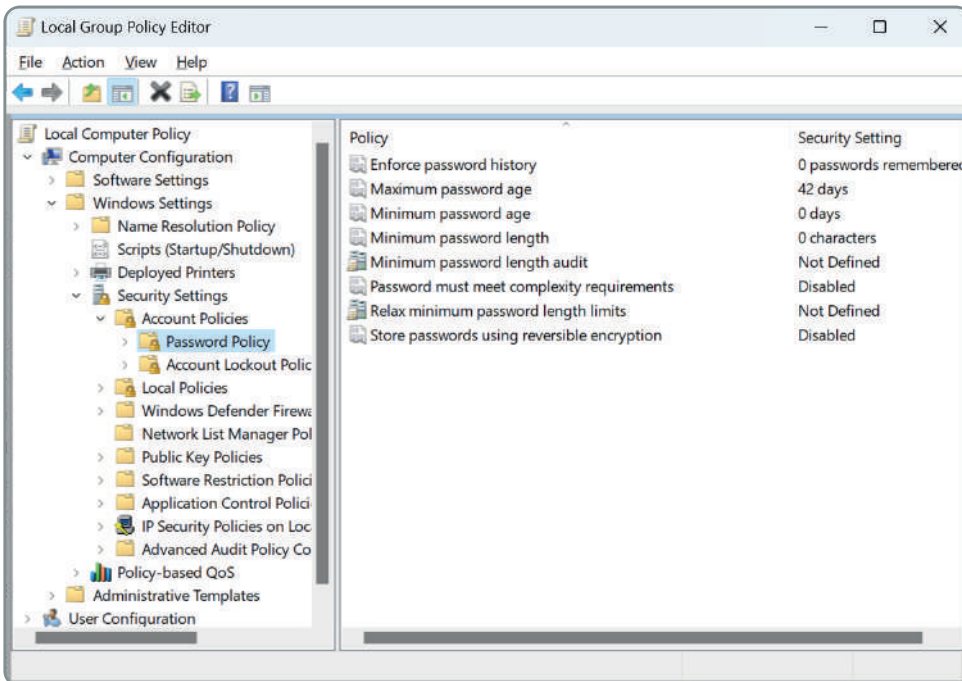 Local Group Policy Editor
File Action View Help
Local Computer Policy
Computer Configuration
Software Settings
Windows Settings
Name Resolution Policy
Scripts (Startup/Shutdown)
Deployed Printers
Security Settings
Account Policies
Password Policy
Account Lockout Polic
Local Policies
Windows Defender Firewa
Network List Manager Pol
Public Key Policies
Software Restriction Polici
Application Control Polici
IP Security Policies on Loc
Advanced Audit Policy Co
Policy-based QoS
Administrative Templates
User Configuration
Policy Security Setting
Enforce password history 0 passwords remembered
Maximum password age 42 days
Minimum password age 0 days
Minimum password length 0 characters
Minimum password length audit Not Defined
Password must meet complexity requirements Disabled
Relax minimum password length limits Not Defined
Store passwords using reversible encryption Disabled